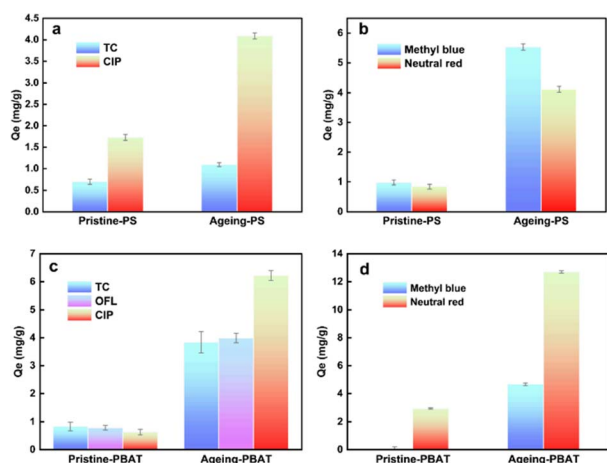 a
TC
CIP
Qe (mg/g)
4.5
4.0
3.5
3.0
2.5
2.0
1.5
1.0
0.5
0.0
Pristine-PS
Ageing-PS
b
Methyl blue
Neutral red
Qe (mg/g)
6
5
4
3
2
1
0
Pristine-PS
Ageing-PS
c
TC
OFL
CIP
Qe (mg/g)
7
6
5
4
3
2
1
0
Pristine-PBAT
Ageing-PBAT
d
Methyl blue
Neutral red
Qe (mg/g)
14
12
10
8
6
4
2
0
Pristine-PBAT
Ageing-PBAT